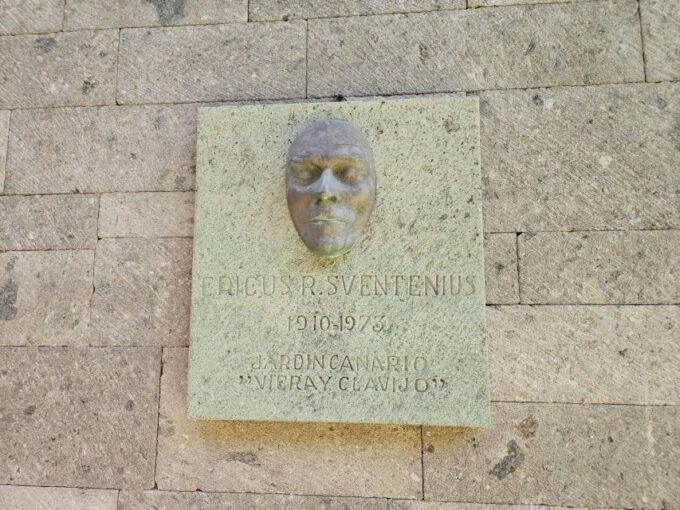 ERICUS R. SVENTENIUS
1910-1973
JARDIN CANARIO
"VIERA Y CLAVIJO"